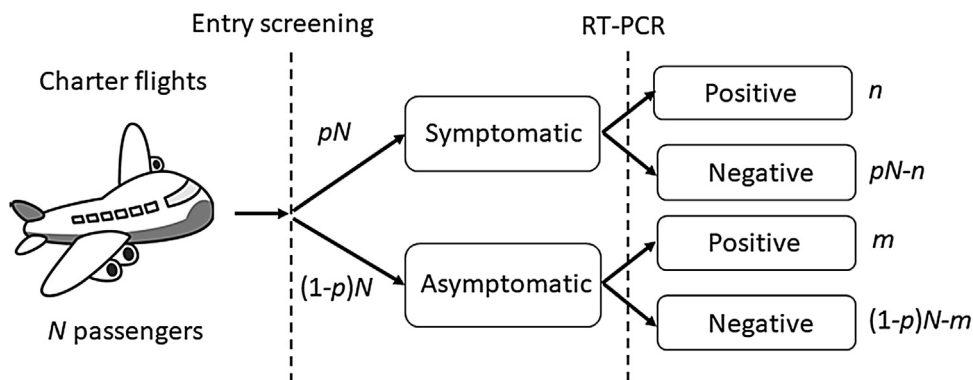 Entry screening
RT-PCR
Charter flights
N passengers
pN
(1-p)N
Symptomatic
Asymptomatic
Positive
n
Negative
pN-n
Positive
m
Negative
(1-p)N-m